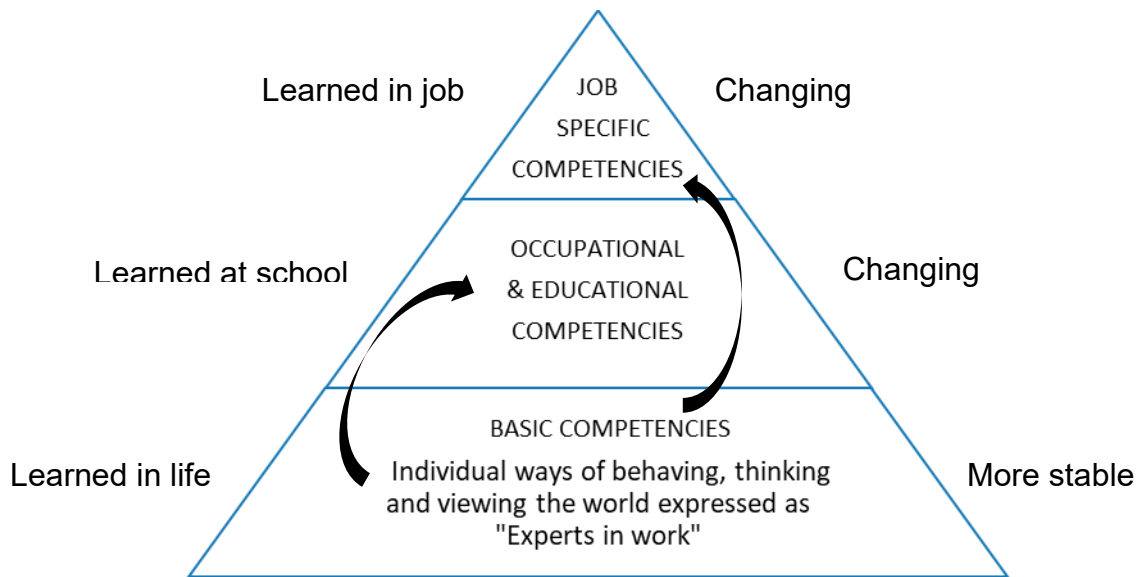 Learned in job
JOB
SPECIFIC
COMPETENCIES
Changing
Learned at school
OCCUPATIONAL
& EDUCATIONAL
COMPETENCIES
Changing
Learned in life
BASIC COMPETENCIES
Individual ways of behaving, thinking
and viewing the world expressed as
"Experts in work"
More stable